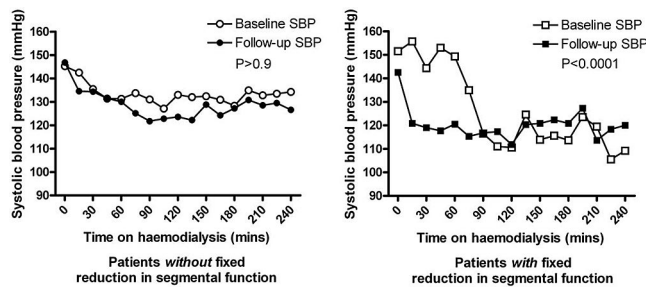 Baseline SBP
Follow-up SBP
P>0.9
Systolic blood pressure (mmHg)
160
150
140
130
120
110
100
90
0
30
60
90
120
150
180
210
240
Time on haemodialysis (mins)
Patients without fixed
reduction in segmental function
Baseline SBP
Follow-up SBP
P<0.0001
Systolic blood pressure (mmHg)
160
150
140
130
120
110
100
90
0
30
60
90
120
150
180
210
240
Time on haemodialysis (mins)
Patients with fixed
reduction in segmental function